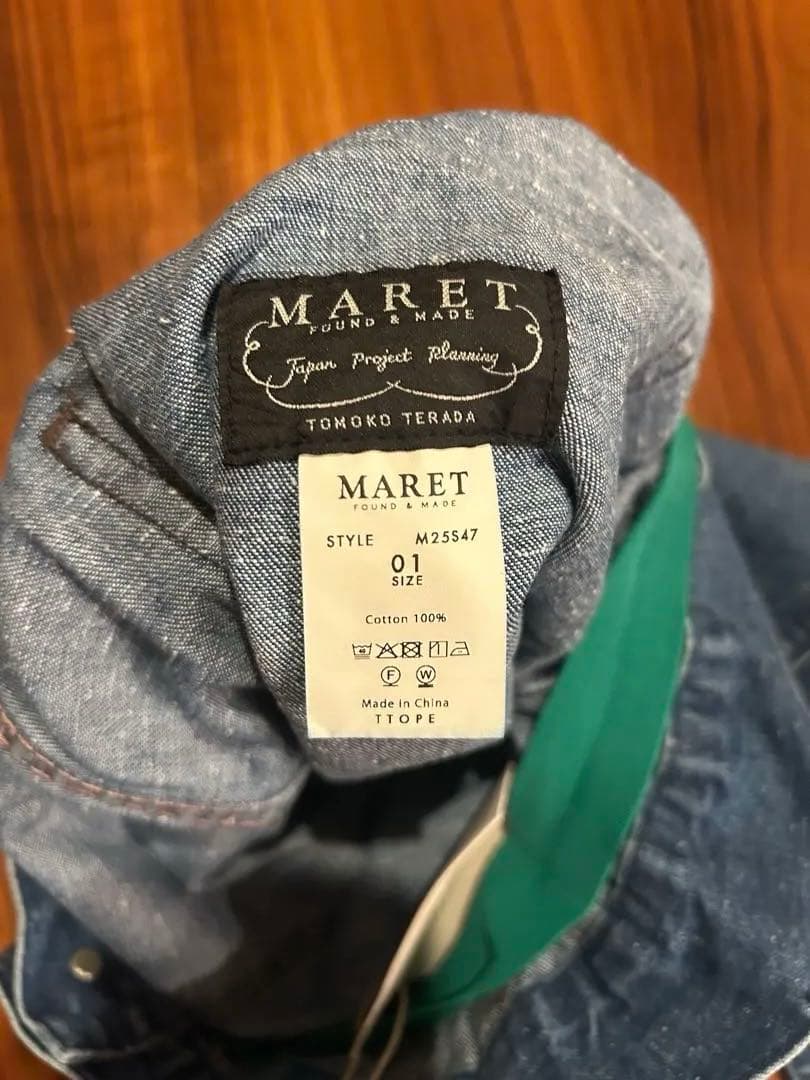 MARET
FOUND & MADE
Japan Project Planning
TOMOKO TERADA
MARET
FOUND & MADE
STYLE M25S47
01
SIZE
Cotton 100%
F W
Made in China
TTOPE